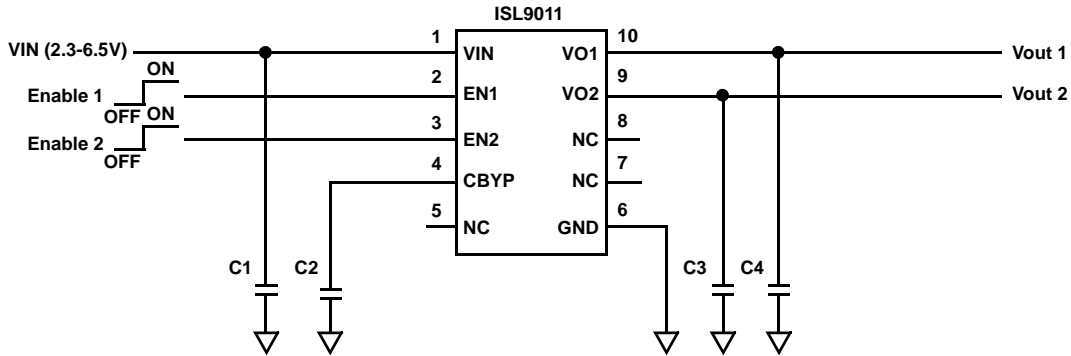 ISL9011
VIN (2.3-6.5V)
1
VIN
VO1
10
Vout 1
ON
Enable 1
OFF
2
EN1
VO2
9
Vout 2
ON
Enable 2
OFF
3
EN2
NC
8
4
CBYP
NC
7
5
NC
GND
6
C1
C2
C3
C4